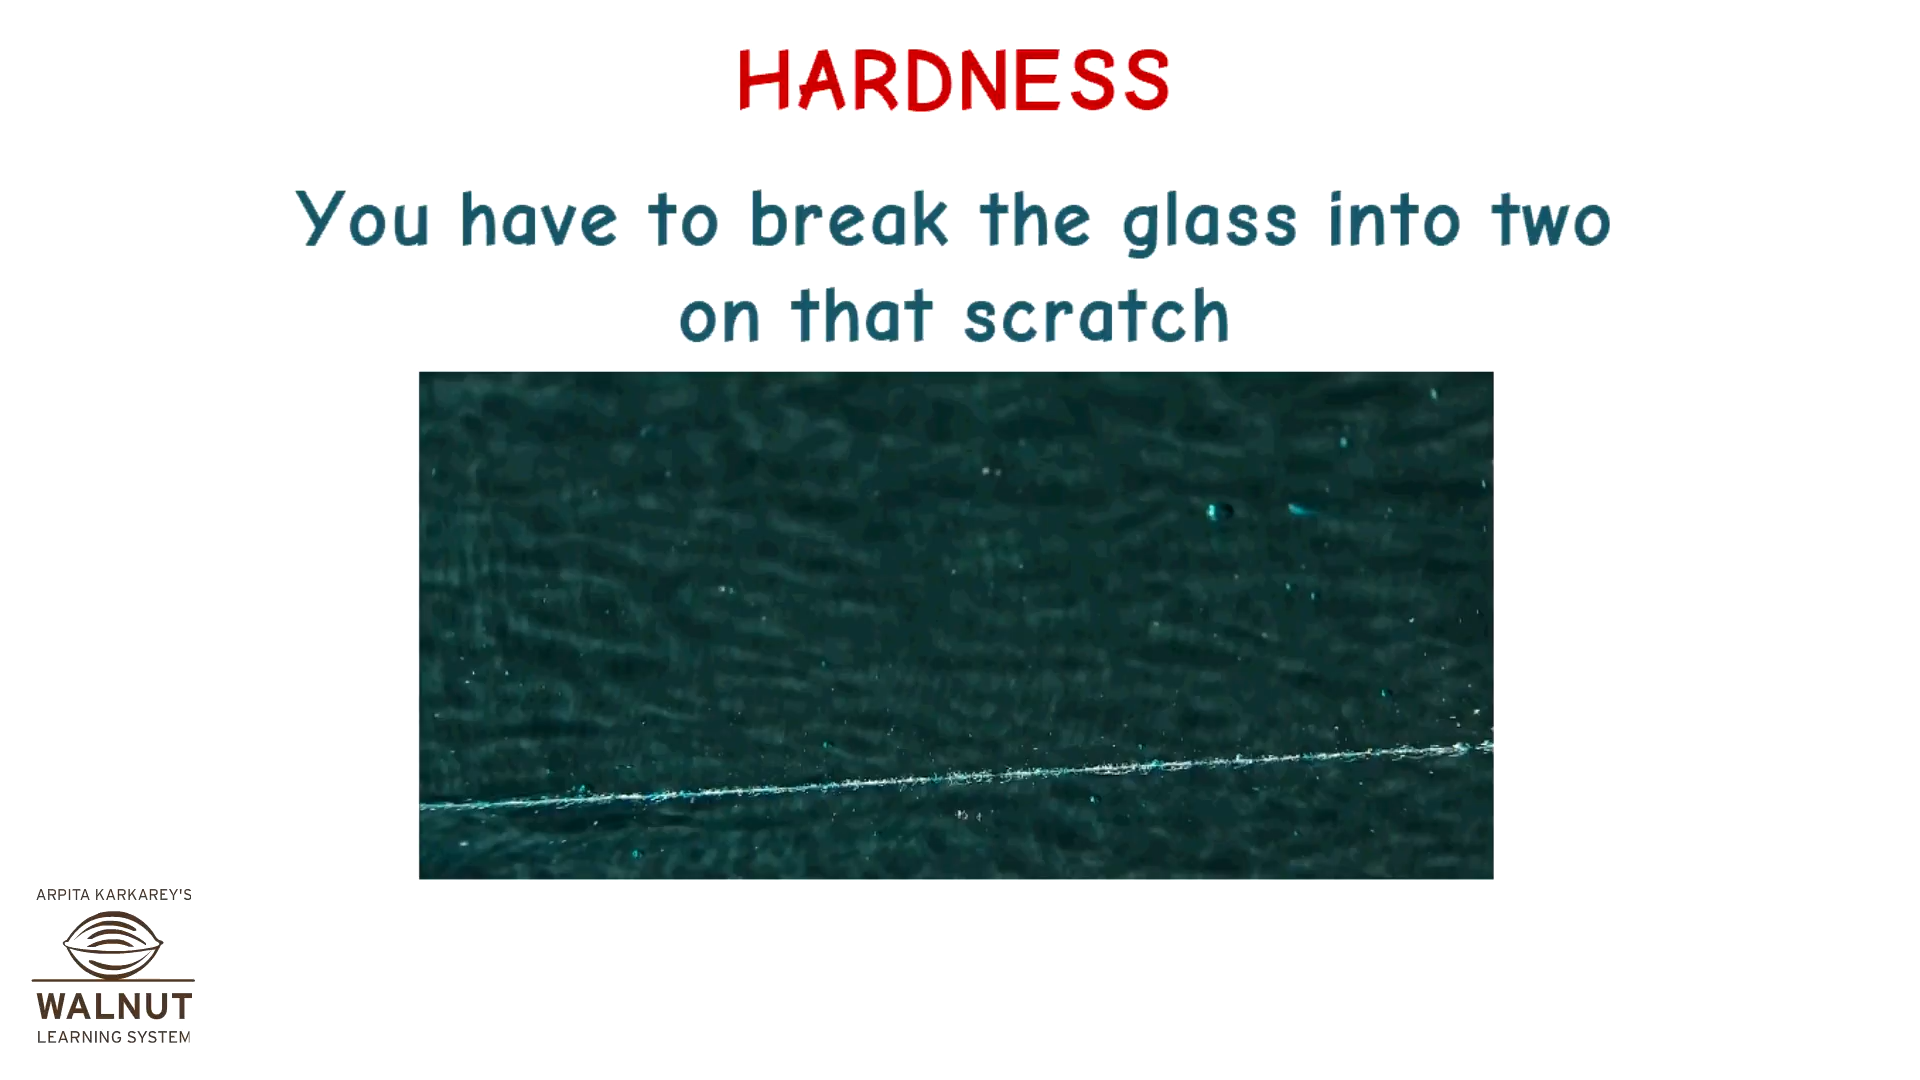 HARDNESS
You have to break the glass into two
on that scratch
ARPITA KARKAREY'S
WALNUT
LEARNING SYSTEM